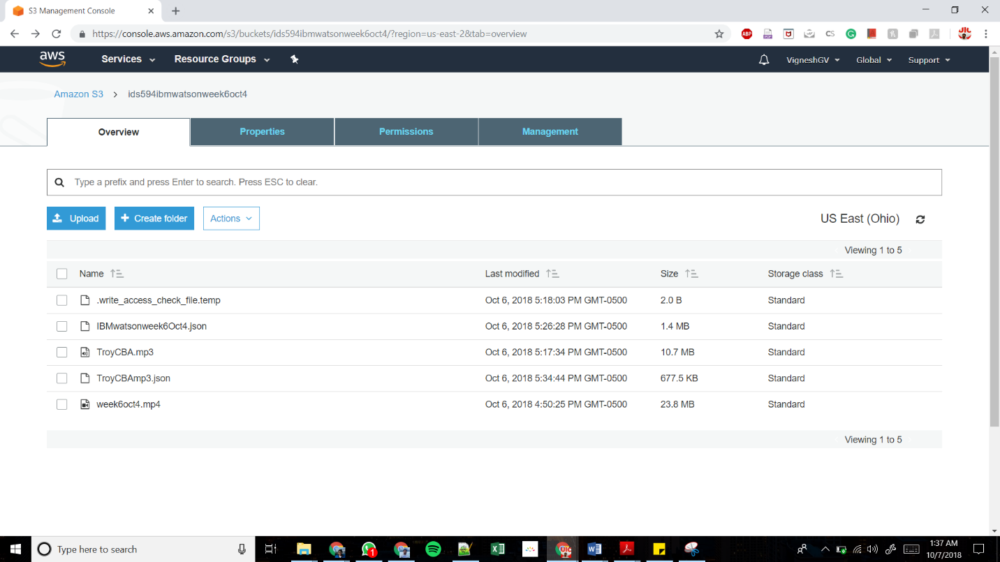 S3 Management Console
https://console.aws.amazon.com/s3/buckets/ids594ibmwatsonweek6oct4/?region=us-east-2&tab=overview
ABP PDF CS G
aws Services Resource Groups VigneshGV Global Support
Amazon S3 > ids594ibmwatsonweek6oct4
Overview Properties Permissions Management
Type a prefix and press Enter to search. Press ESC to clear.
Upload + Create folder Actions US East (Ohio)
Viewing 1 to 5
Name Last modified Size Storage class
.write_access_check_file.temp Oct 6, 2018 5:18:03 PM GMT-0500 2.0 B Standard
IBMwatsonweek6Oct4.json Oct 6, 2018 5:26:28 PM GMT-0500 1.4 MB Standard
TroyCBA.mp3 Oct 6, 2018 5:17:34 PM GMT-0500 10.7 MB Standard
TroyCBAmp3.json Oct 6, 2018 5:34:44 PM GMT-0500 677.5 KB Standard
week6oct4.mp4 Oct 6, 2018 4:50:25 PM GMT-0500 23.8 MB Standard
Viewing 1 to 5
Type here to search 1
1:37 AM
10/7/2018